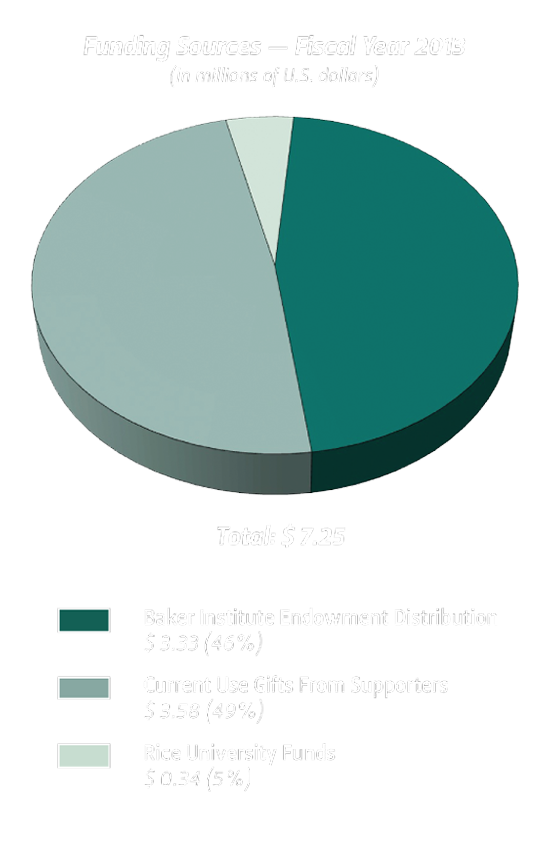 Funding Sources — Fiscal Year 2013
(in millions of U.S. dollars)
Total: $ 7.25
Baker Institute Endowment Distribution
$ 3.33 (46%)
Current Use Gifts From Supporters
$ 3.58 (49%)
Rice University Funds
$ 0.34 (5%)